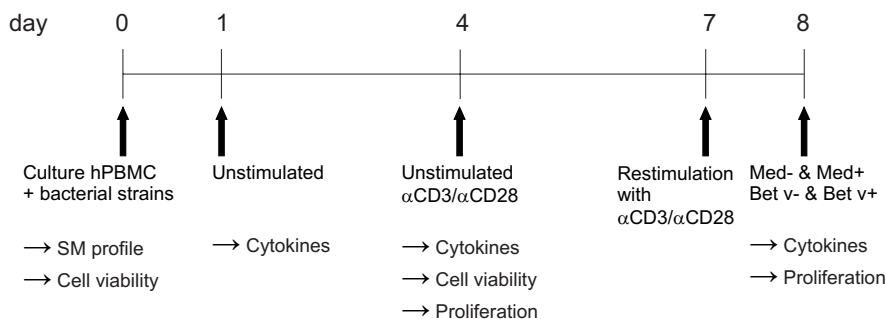 day 0 1 4 7 8
Culture hPBMC
+ bacterial strains
→ SM profile
→ Cell viability
Unstimulated
→ Cytokines
Unstimulated
αCD3/αCD28
→ Cytokines
→ Cell viability
→ Proliferation
Restimulation
with
αCD3/αCD28
Med- & Med+
Bet v- & Bet v+
→ Cytokines
→ Proliferation